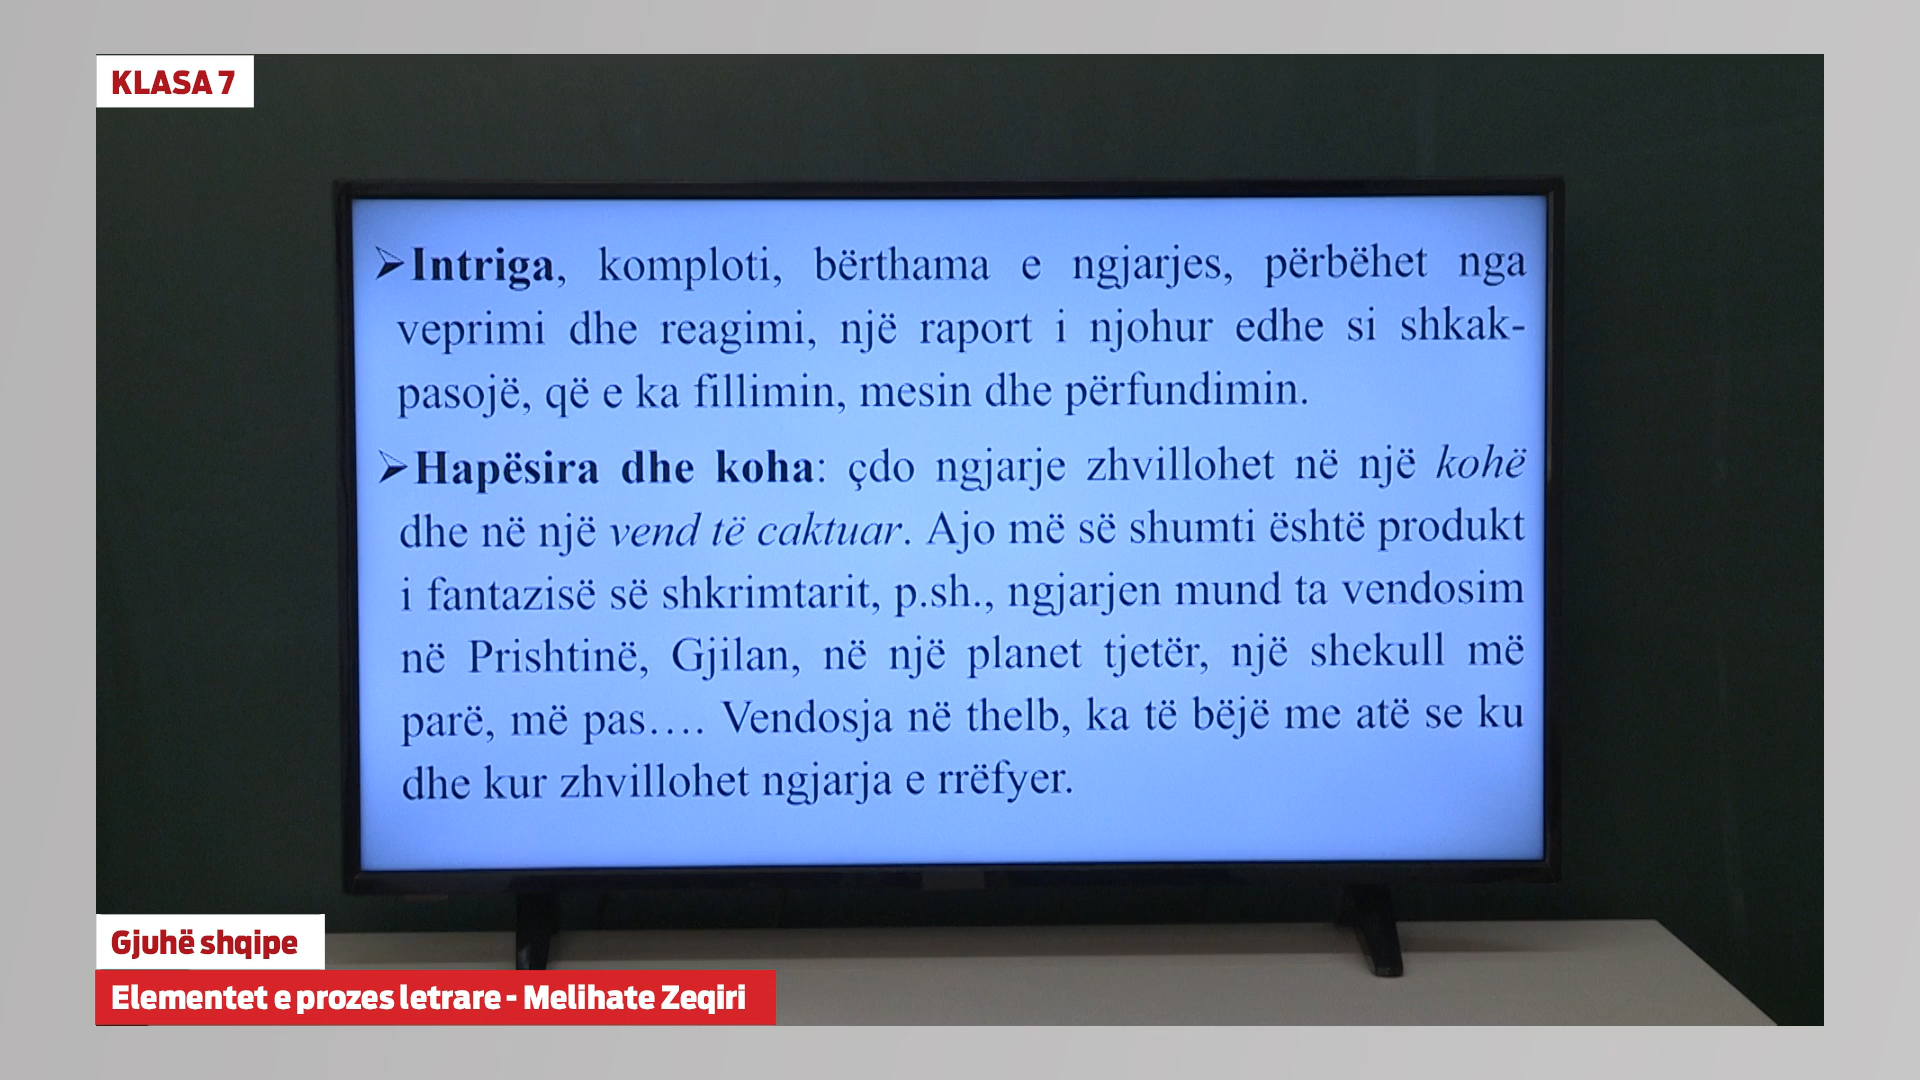 KLASA 7
➢Intriga, komploti, bërthama e ngjarjes, përbëhet nga
veprimi dhe reagimi, një raport i njohur edhe si shkak-
pasojë, që e ka fillimin, mesin dhe përfundimin.
➢Hapësira dhe koha: çdo ngjarje zhvillohet në një kohë
dhe në një vend të caktuar. Ajo më së shumti është produkt
i fantazisë së shkrimtarit, p.sh., ngjarjen mund ta vendosim
në Prishtinë, Gjilan, në një planet tjetër, një shekull më
parë, më pas…. Vendosja në thelb, ka të bëjë me atë se ku
dhe kur zhvillohet ngjarja e rrëfyer.
Gjuhë shqipe
Elementet e prozes letrare - Melihate Zeqiri